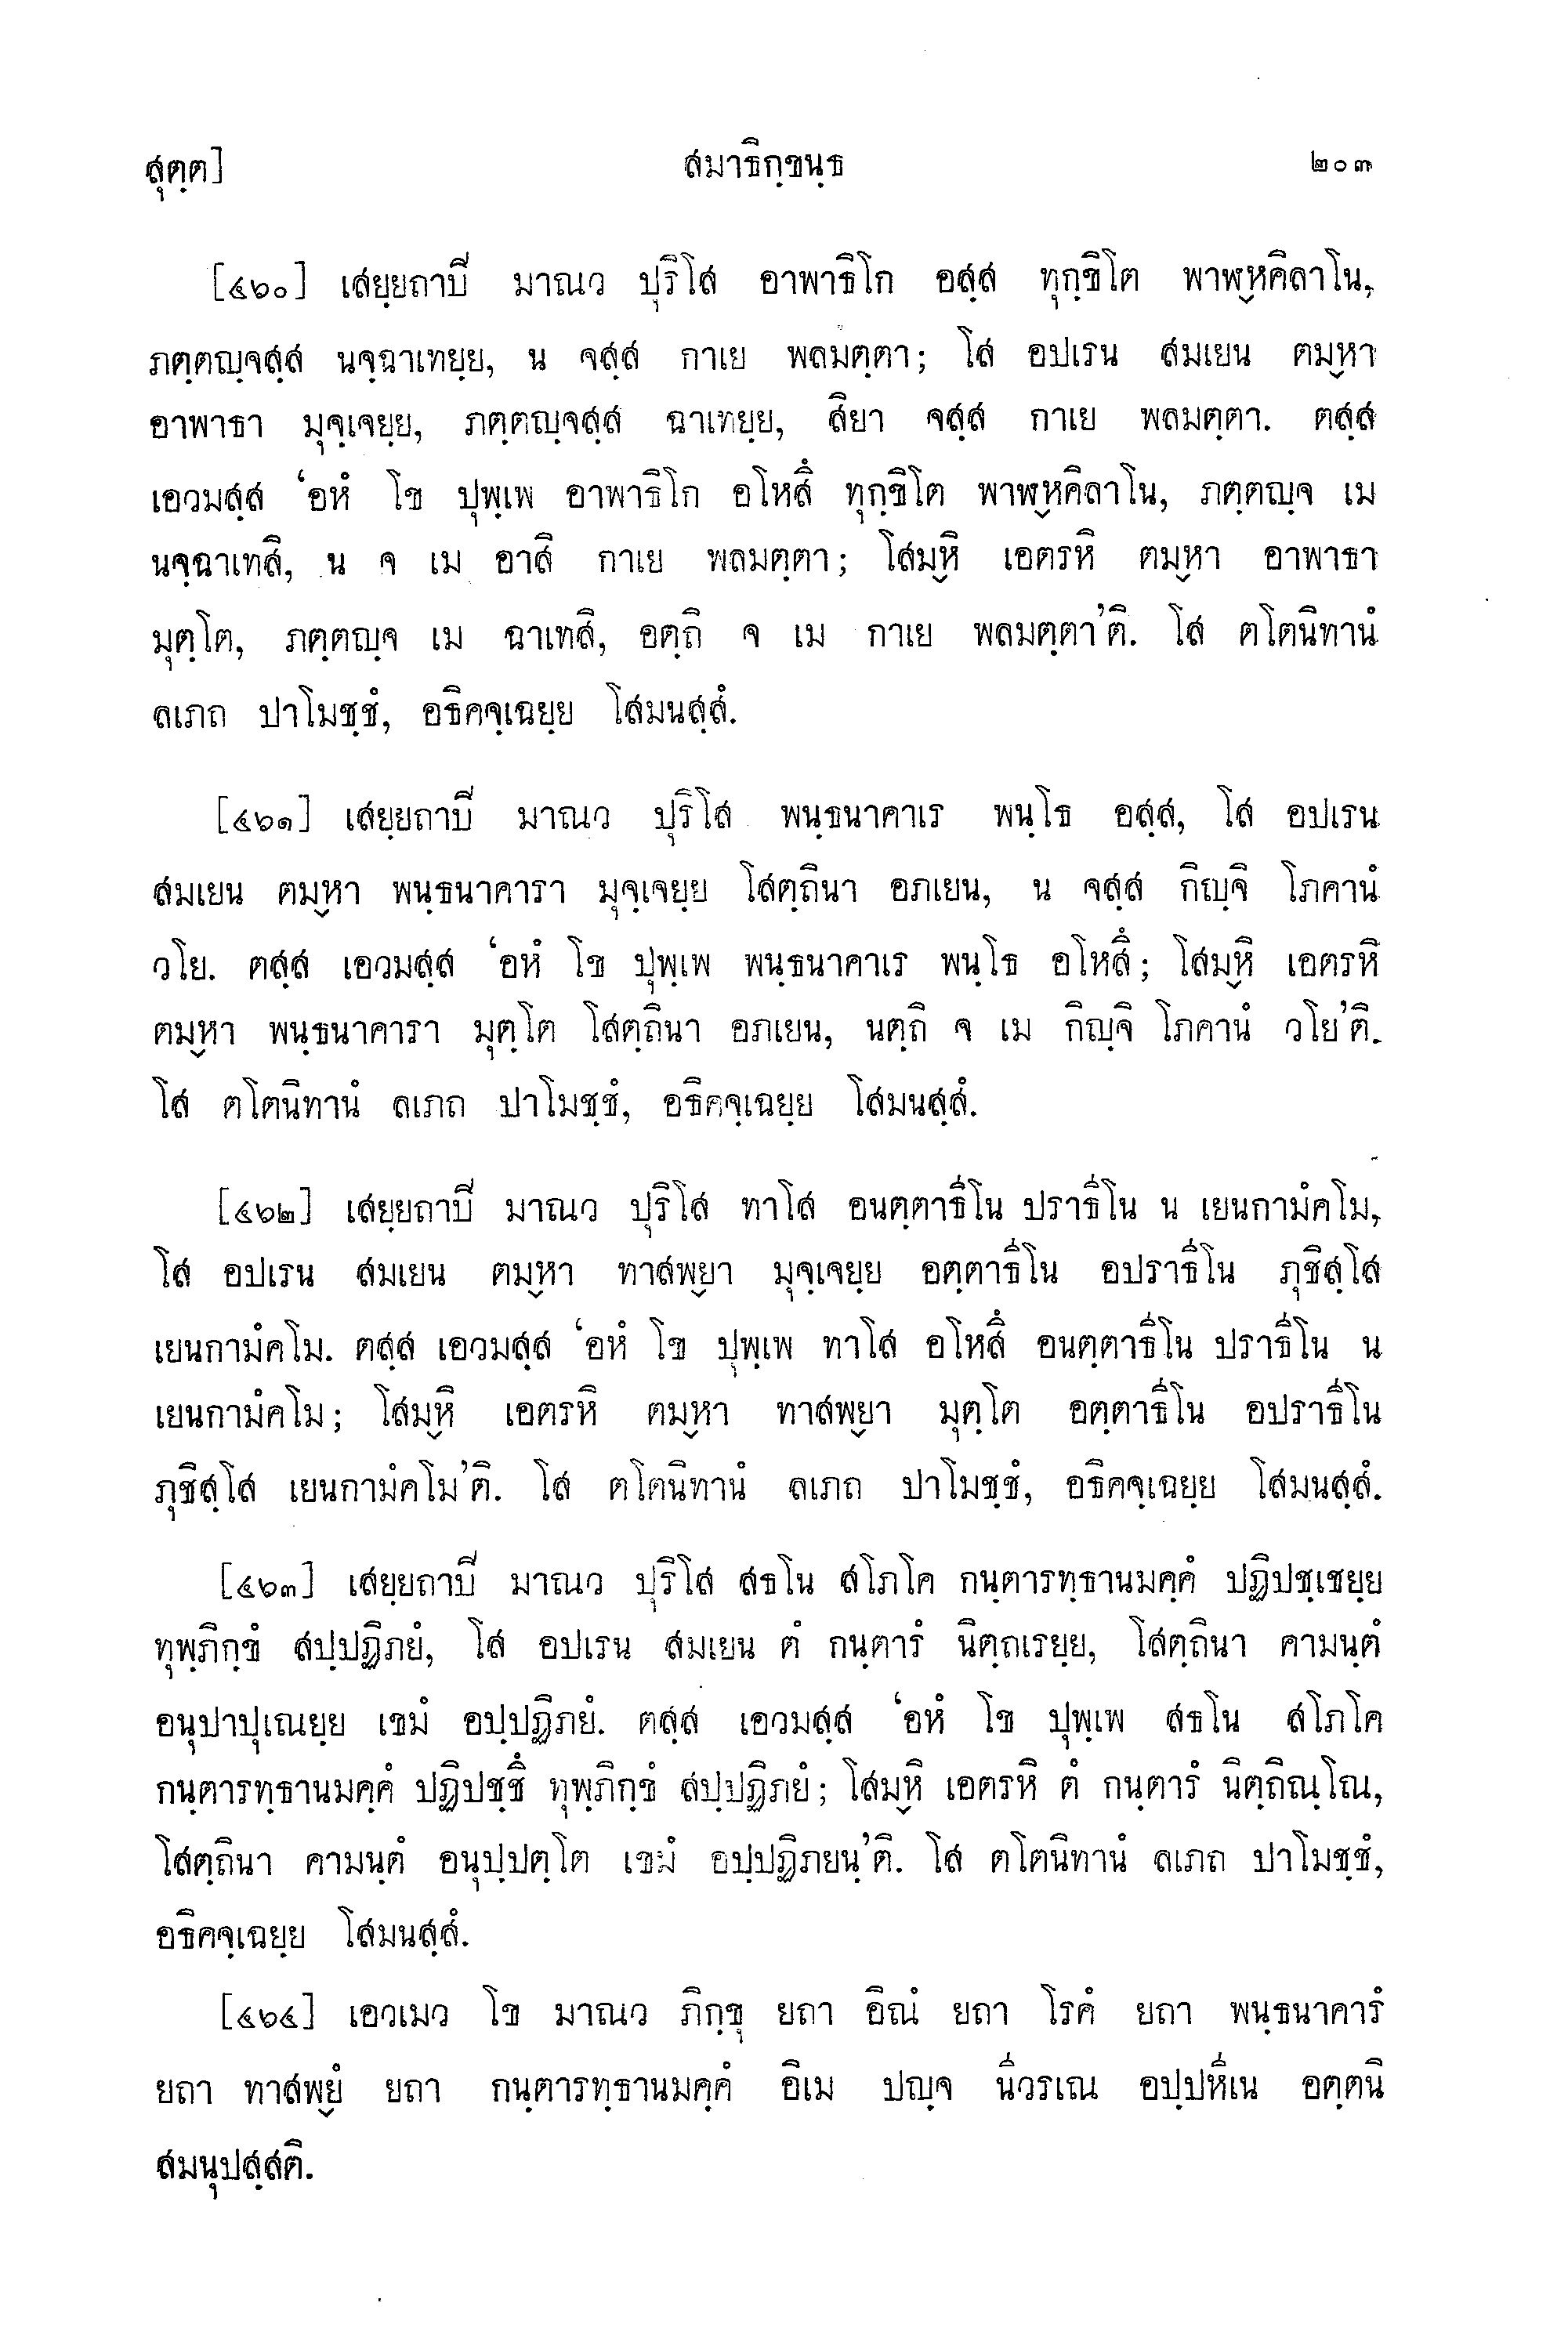 สุตฺต] สมาธิกฺขนฺธ ๒๐๓
[๔๖๐] เสยฺยถาปี มาณว ปุริโส อาพาธิโก อสฺส ทุกฺขิโต พาฬฺหคิลาโน,
ภตฺตญฺจสฺส นจฺฉาเทยฺย, น จสฺส กาเย พลมตฺตา; โส อปเรน สมเยน ตมฺหา
อาพาธา มุจฺเจยฺย, ภตฺตญฺจสฺส ฉาเทยฺย, สิยา จสฺส กาเย พลมตฺตา. ตสฺส
เอวมสฺส ‘อหํ โข ปุพฺเพ อาพาธิโก อโหสึ ทุกฺขิโต พาฬฺหคิลาโน, ภตฺตญฺจ เม
นจฺฉาเทสิ, น จ เม อาสิ กาเย พลมตฺตา; โสมฺหิ เอตรหิ ตมฺหา อาพาธา
มุตฺโต, ภตฺตญฺจ เม ฉาเทสิ, อตฺถิ จ เม กาเย พลมตฺตา’ติ. โส ตโตนิทานํ
ลเภถ ปาโมชฺชํ, อธิคจฺเฉยฺย โสมนสฺสํ.
[๔๖๑] เสยฺยถาปี มาณว ปุริโส พนฺธนาคาเร พนฺโธ อสฺส, โส อปเรน
สมเยน ตมฺหา พนฺธนาคารา มุจฺเจยฺย โสตฺถินา อภเยน, น จสฺส กิญฺจิ โภคานํ
วโย. ตสฺส เอวมสฺส ‘อหํ โข ปุพฺเพ พนฺธนาคาเร พนฺโธ อโหสึ; โสมฺหิ เอตรหิ
ตมฺหา พนฺธนาคารา มุตฺโต โสตฺถินา อภเยน, นตฺถิ จ เม กิญฺจิ โภคานํ วโย’ติ.
โส ตโตนิทานํ ลเภถ ปาโมชฺชํ, อธิคจฺเฉยฺย โสมนสฺสํ.
[๔๖๒] เสยฺยถาปี มาณว ปุริโส ทาโส อนตฺตาธีโน ปราธีโน น เยนกามํคโม,
โส อปเรน สมเยน ตมฺหา ทาสพฺยา มุจฺเจยฺย อตฺตาธีโน อปราธีโน ภุชิสฺโส
เยนกามํคโม. ตสฺส เอวมสฺส ‘อหํ โข ปุพฺเพ ทาโส อโหสึ อนตฺตาธีโน ปราธีโน น
เยนกามํคโม; โสมฺหิ เอตรหิ ตมฺหา ทาสพฺยา มุตฺโต อตฺตาธีโน อปราธีโน
ภุชิสฺโส เยนกามํคโม’ติ. โส ตโตนิทานํ ลเภถ ปาโมชฺชํ, อธิคจฺเฉยฺย โสมนสฺสํ.
[๔๖๓] เสยฺยถาปี มาณว ปุริโส สธโน สโภโค กนฺตารทฺธานมคฺคํ ปฏิปชฺเชยฺย
ทุพฺภิกฺขํ สปฺปฏิภยํ, โส อปเรน สมเยน ตํ กนฺตารํ นิตฺถเรยฺย, โสตฺถินา คามนฺตํ
อนุปาปุเณยฺย เขมํ อปฺปฏิภยํ. ตสฺส เอวมสฺส ‘อหํ โข ปุพฺเพ สธโน สโภโค
กนฺตารทฺธานมคฺคํ ปฏิปชฺชึ ทุพฺภิกฺขํ สปฺปฏิภยํ; โสมฺหิ เอตรหิ ตํ กนฺตารํ นิตฺถิณฺโณ,
โสตฺถินา คามนฺตํ อนุปฺปตฺโต เขมํ อปฺปฏิภยนฺ’ติ. โส ตโตนิทานํ ลเภถ ปาโมชฺชํ,
อธิคจฺเฉยฺย โสมนสฺสํ.
[๔๖๔] เอวเมว โข มาณว ภิกฺขุ ยถา อิณํ ยถา โรคํ ยถา พนฺธนาคารํ
ยถา ทาสพฺยํ ยถา กนฺตารทฺธานมคฺคํ อิเม ปญฺจ นีวรเณ อปฺปหีเน อตฺตนิ
สมนุปสฺสติ.